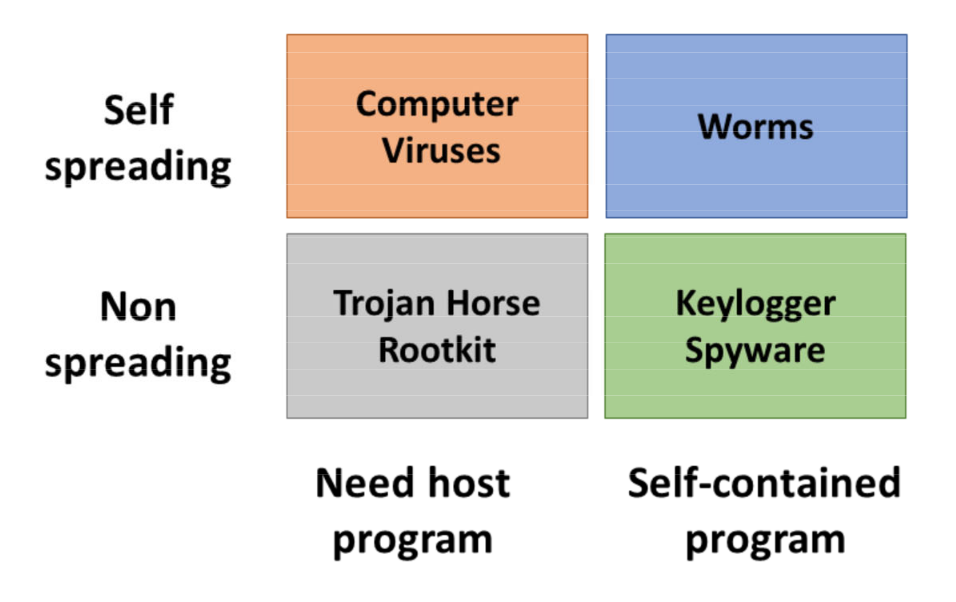 Self
spreading
Computer
Viruses
Worms
Non
spreading
Trojan Horse
Rootkit
Keylogger
Spyware
Need host
program
Self-contained
program